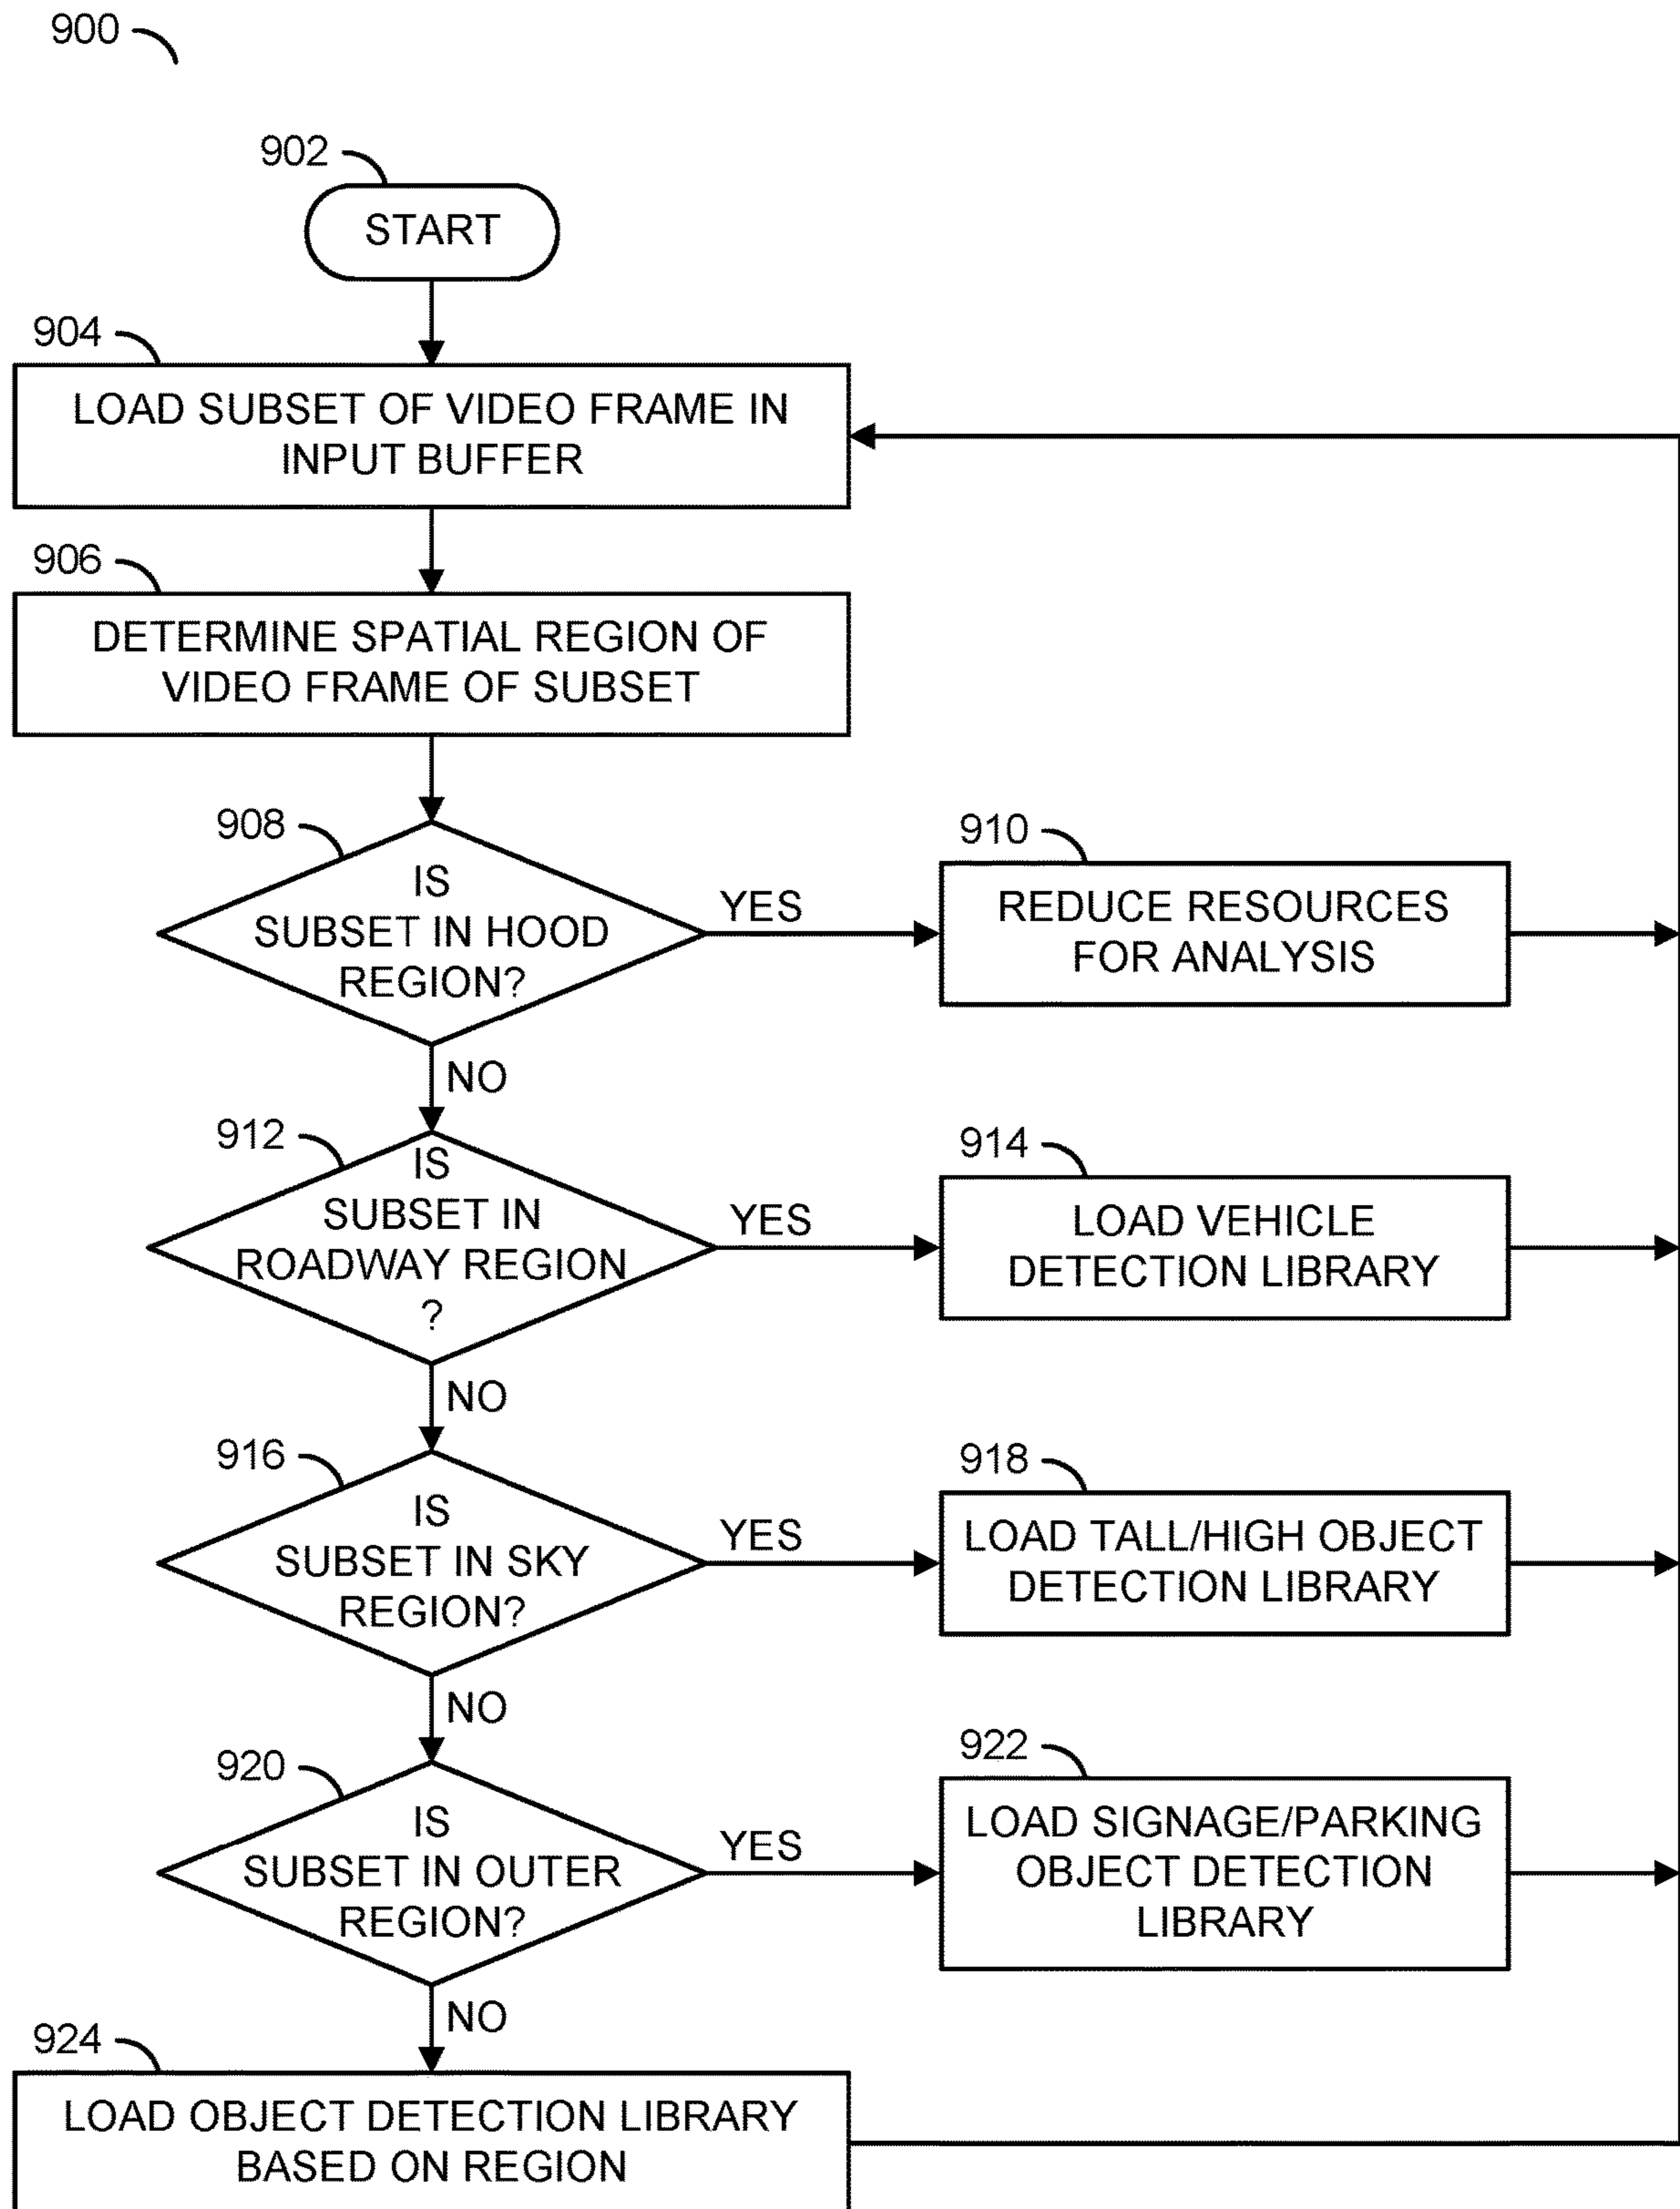 900
902
START
904
LOAD SUBSET OF VIDEO FRAME IN
INPUT BUFFER
906
DETERMINE SPATIAL REGION OF
VIDEO FRAME OF SUBSET
908
IS
SUBSET IN HOOD
REGION?
YES
910
REDUCE RESOURCES
FOR ANALYSIS
NO
912
IS
SUBSET IN
ROADWAY REGION
?
YES
914
LOAD VEHICLE
DETECTION LIBRARY
NO
916
IS
SUBSET IN SKY
REGION?
YES
918
LOAD TALL/HIGH OBJECT
DETECTION LIBRARY
NO
920
IS
SUBSET IN OUTER
REGION?
YES
922
LOAD SIGNAGE/PARKING
OBJECT DETECTION
LIBRARY
NO
924
LOAD OBJECT DETECTION LIBRARY
BASED ON REGION